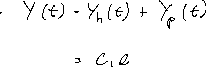 · Y(t) = Y_h(t) + Y_p(t)
= C_1 e